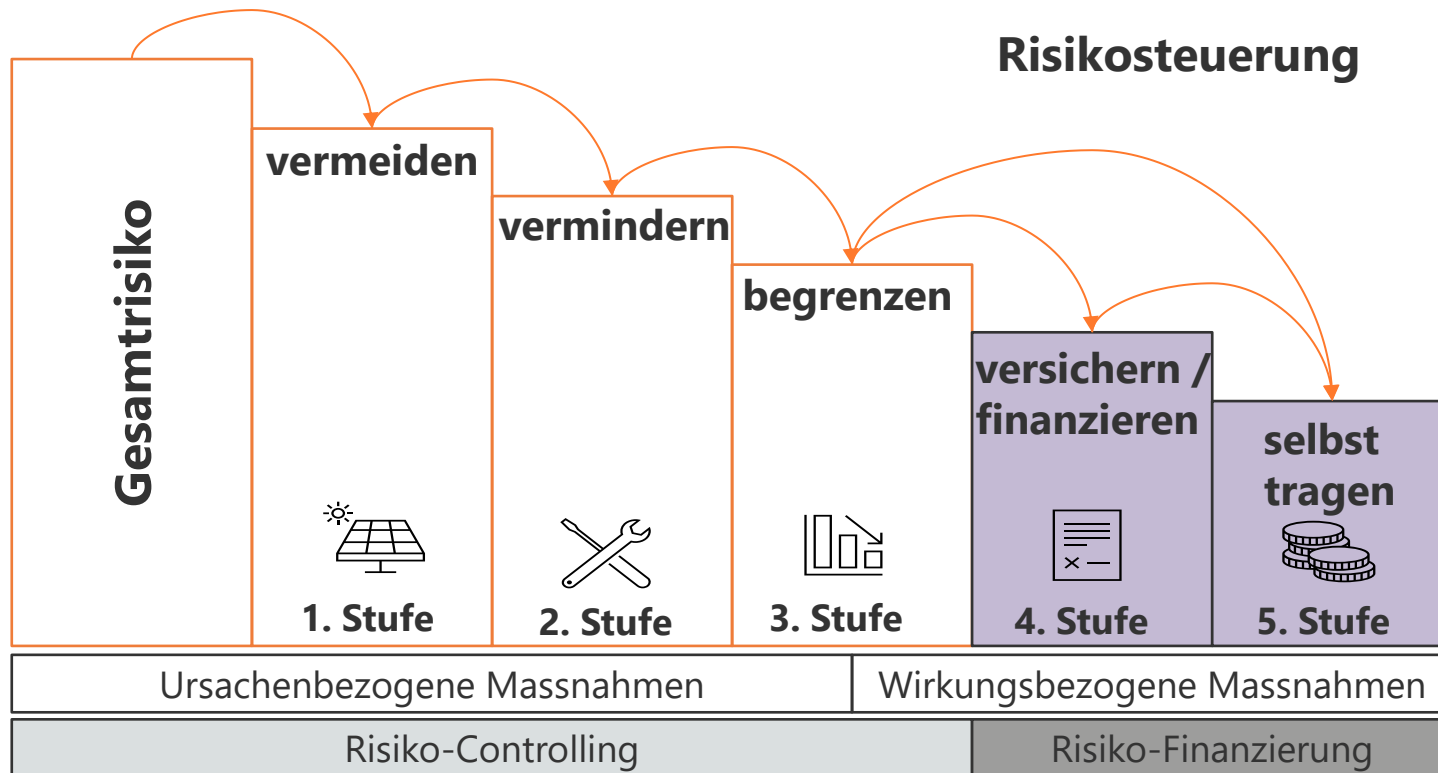 Risikosteuerung
Gesamtrisiko
vermeiden
1. Stufe
vermindern
2. Stufe
begrenzen
3. Stufe
versichern /
finanzieren
4. Stufe
selbst
tragen
5. Stufe
Ursachenbezogene Massnahmen
Wirkungsbezogene Massnahmen
Risiko-Controlling
Risiko-Finanzierung